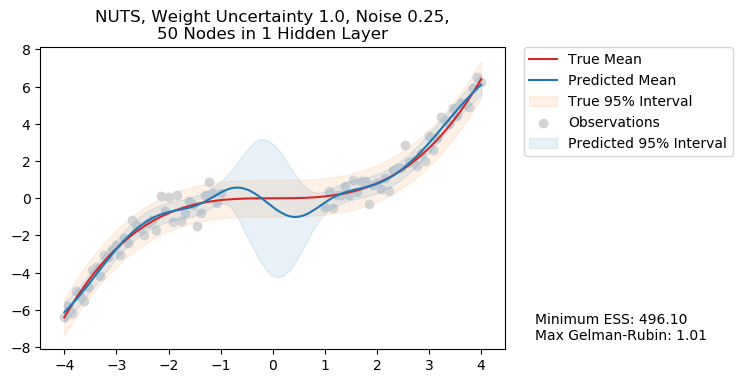 NUTS, Weight Uncertainty 1.0, Noise 0.25,
50 Nodes in 1 Hidden Layer
8
6
4
2
0
−2
−4
−6
−8
−4
−3
−2
−1
0
1
2
3
4
True Mean
Predicted Mean
True 95% Interval
Observations
Predicted 95% Interval
Minimum ESS: 496.10
Max Gelman-Rubin: 1.01